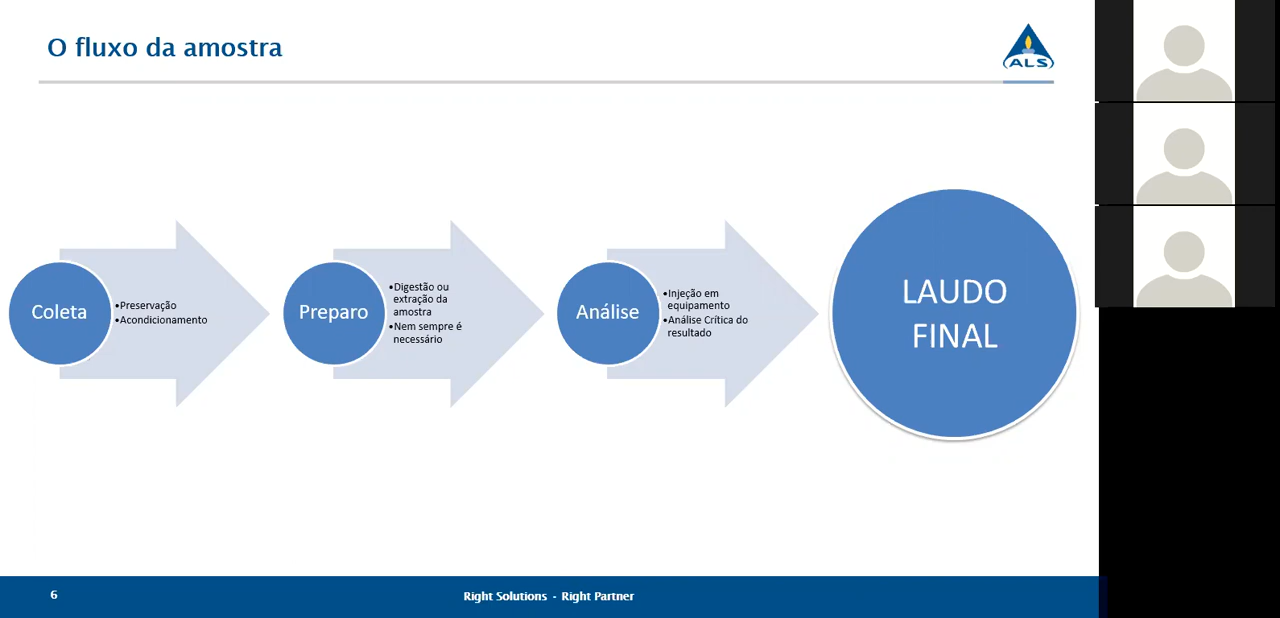 O fluxo da amostra
ALS
Coleta
•Preservação
•Acondicionamento
Preparo
•Digestão ou
extração da
amostra
•Nem sempre é
necessário
Análise
•Injeção em
equipamento
•Análise Crítica do
resultado
LAUDO
FINAL
6
Right Solutions - Right Partner